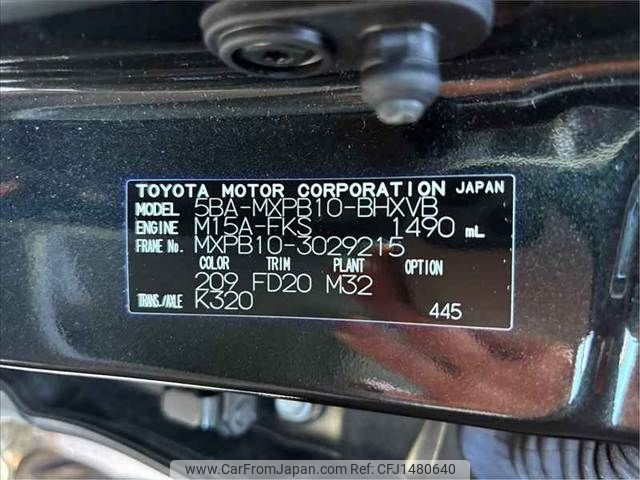 TOYOTA MOTOR CORPORATION JAPAN
MODEL 5BA-MXPB10-BHXVB
ENGINE M15A-FKS 1490 mL
FRAME No. MXPB10-3029215
COLOR TRIM PLANT OPTION
209 FD20 M32
TRANS./AXLE K320
445
www.CarFromJapan.com Ref No: CFJ1480640